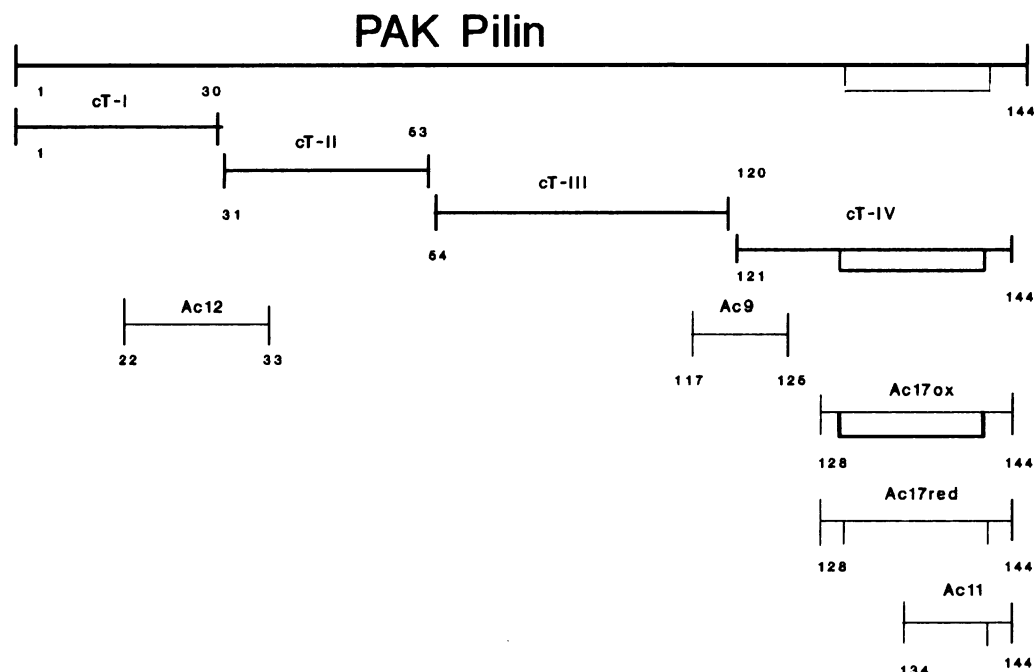 PAK Pilin
1 30 144
cT-I
1
cT-II 53
31
cT-III 120
54
cT-IV
121 144
Ac12 Ac9
22 33 117 125
Ac17ox
128 144
Ac17red
128 144
Ac11
134 144